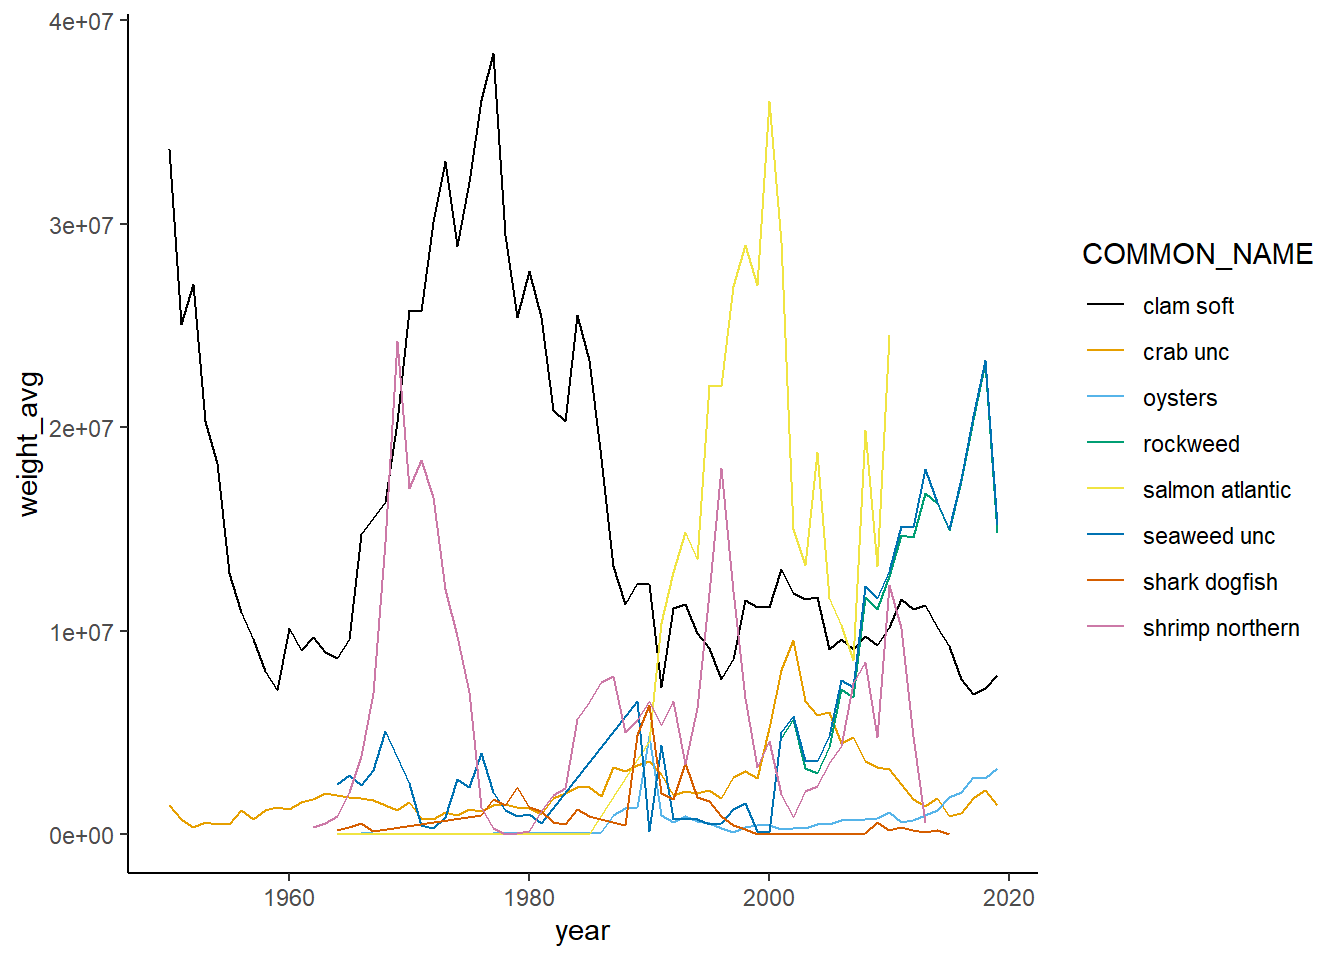 4e+07
3e+07
2e+07
1e+07
0e+00
weight_avg
1960
1980
2000
2020
year
COMMON_NAME
clam soft
crab unc
oysters
rockweed
salmon atlantic
seaweed unc
shark dogfish
shrimp northern